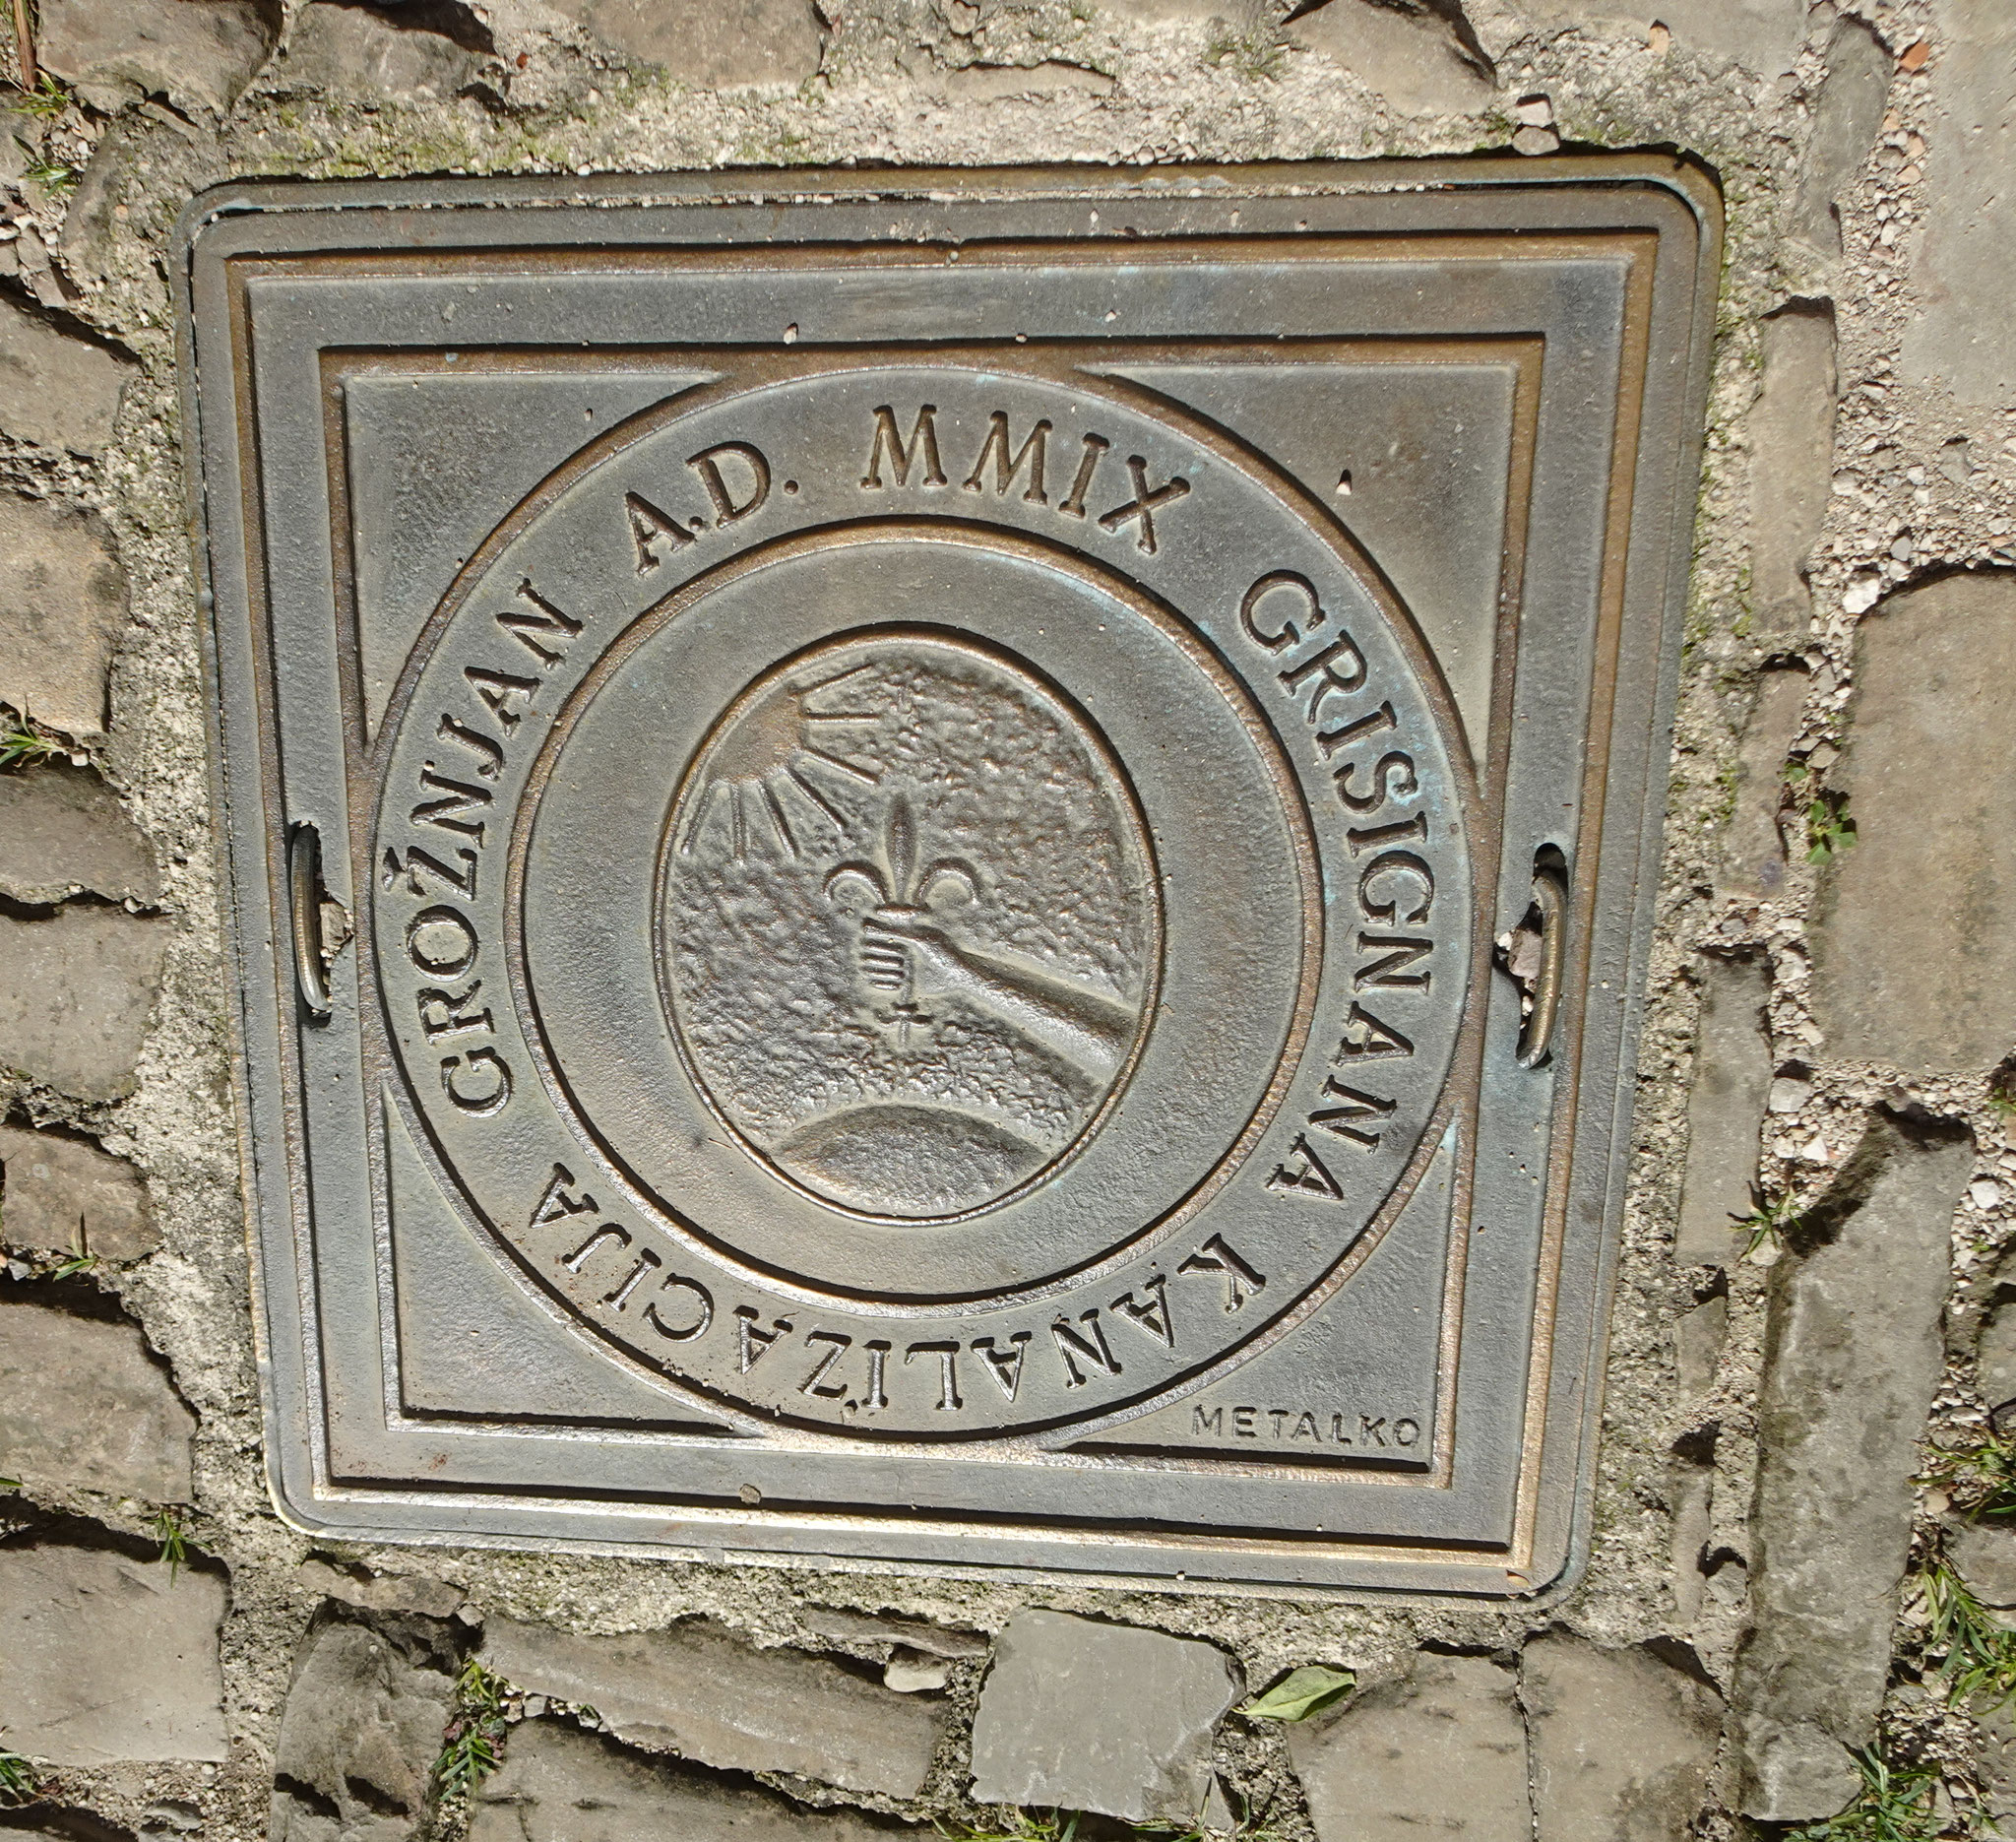 GROŽNJAN A.D. MMIX GRISIGNANA KANALIZACIJA
METALKO